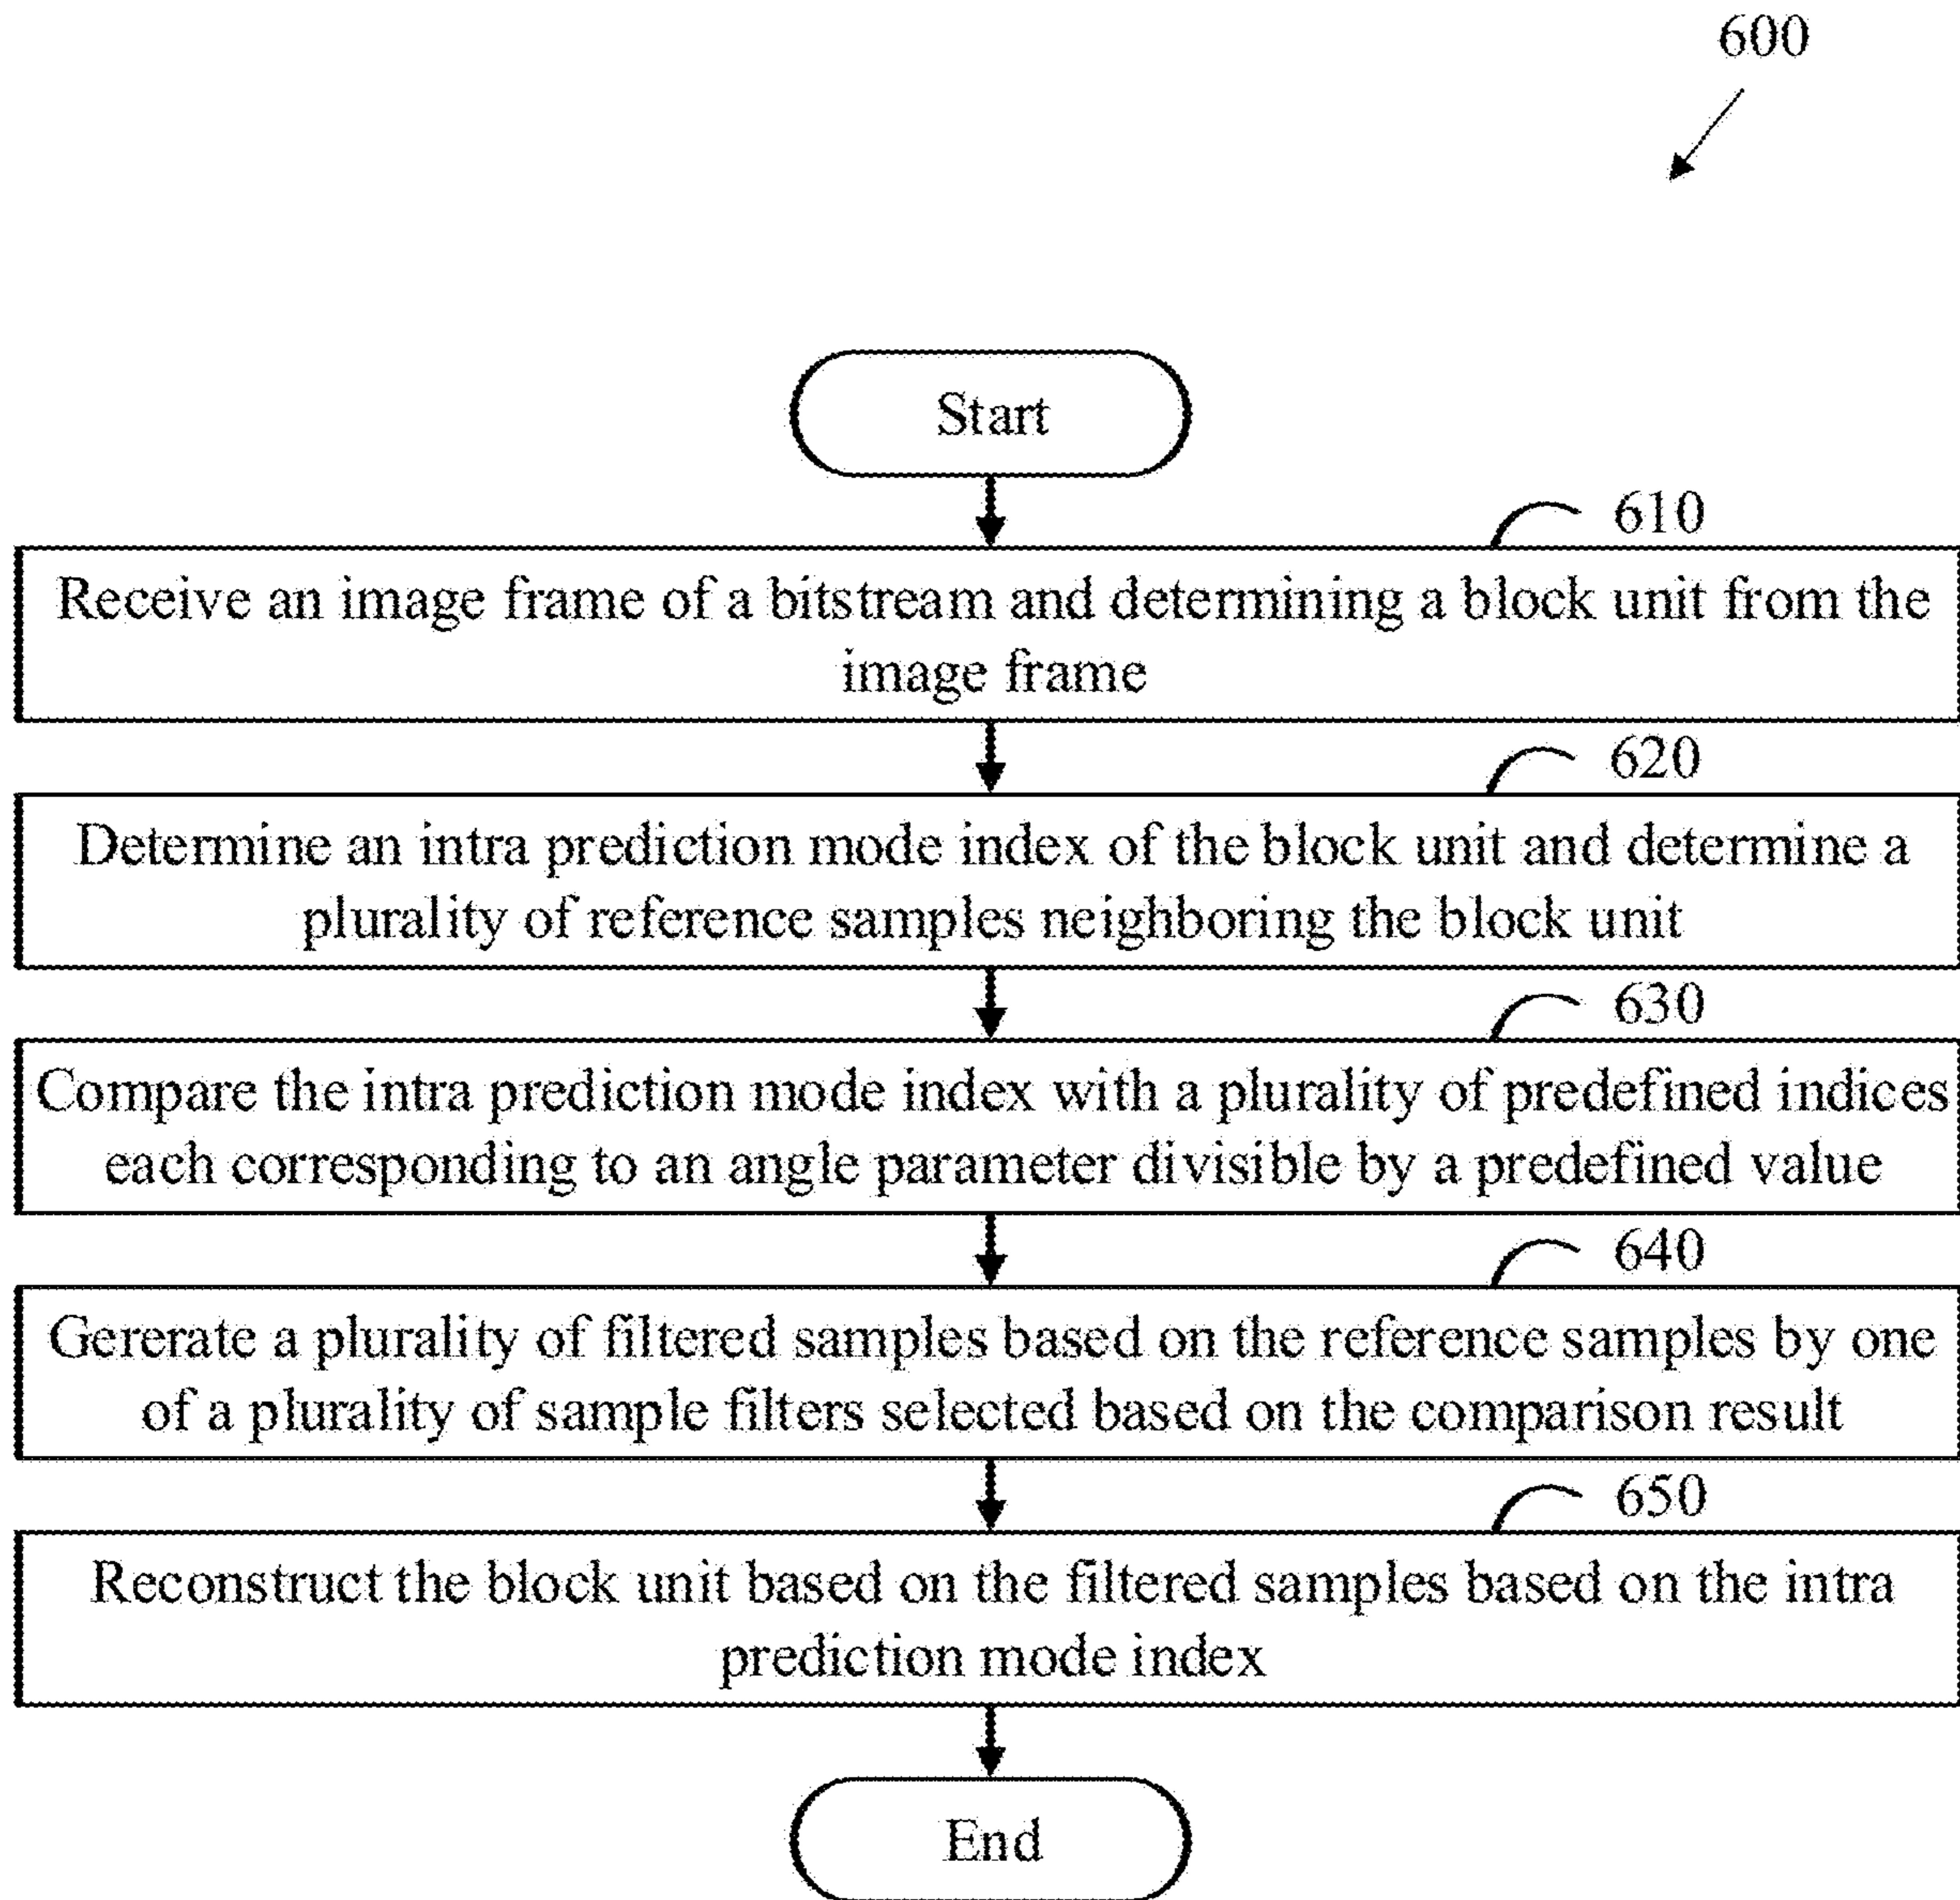 600
Start
610
Receive an image frame of a bitstream and determining a block unit from the
image frame
620
Determine an intra prediction mode index of the block unit and determine a
plurality of reference samples neighboring the block unit
630
Compare the intra prediction mode index with a plurality of predefined indices
each corresponding to an angle parameter divisible by a predefined value
640
Gererate a plurality of filtered samples based on the reference samples by one
of a plurality of sample filters selected based on the comparison result
650
Reconstruct the block unit based on the filtered samples based on the intra
prediction mode index
End